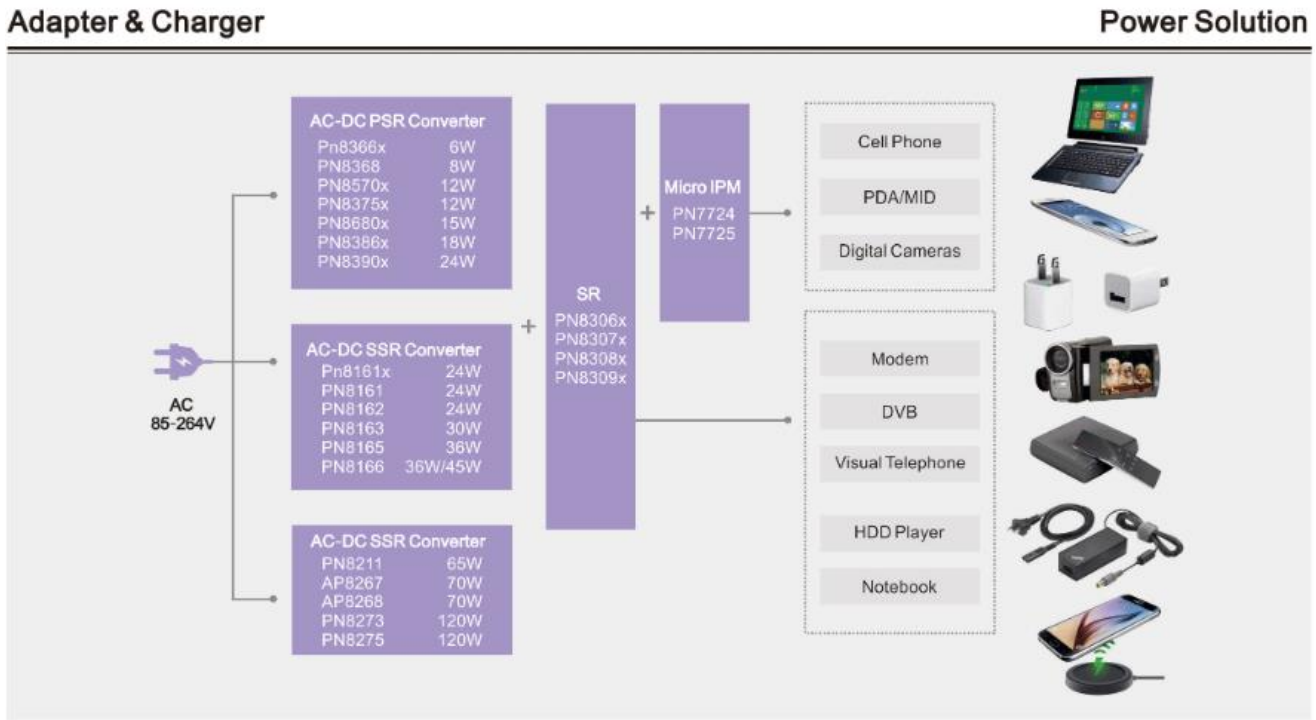 Adapter & Charger
Power Solution
AC
85-264V
AC-DC PSR Converter
Pn8366x 6W
PN8368 8W
PN8570x 12W
PN8375x 12W
PN8680x 15W
PN8386x 18W
PN8390x 24W
AC-DC SSR Converter
Pn8161x 24W
PN8161 24W
PN8162 24W
PN8163 30W
PN8165 36W
PN8166 36W/45W
AC-DC SSR Converter
PN8211 65W
AP8267 70W
AP8268 70W
PN8273 120W
PN8275 120W
+
SR
PN8306x
PN8307x
PN8308x
PN8309x
+
Micro IPM
PN7724
PN7725
Cell Phone
PDA/MID
Digital Cameras
Modem
DVB
Visual Telephone
HDD Player
Notebook